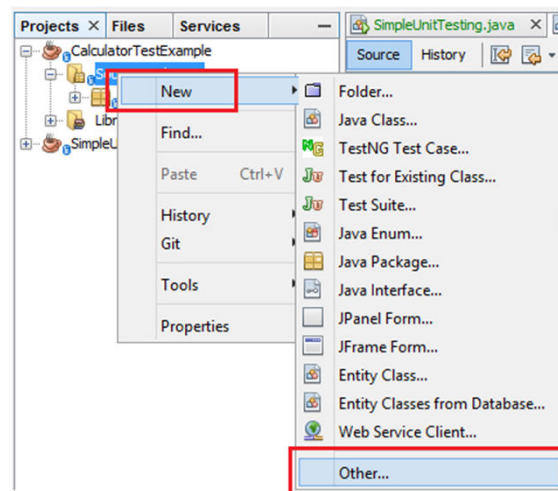 Projects Files Services
SimpleUnitTesting.java
CalculatorTestExample
Source History
New
Find...
Paste Ctrl+V
History
Git
Tools
Properties
Folder...
Java Class...
TestNG Test Case...
Test for Existing Class...
Test Suite...
Java Enum...
Java Package...
Java Interface...
JPanel Form...
JFrame Form...
Entity Class...
Entity Classes from Database...
Web Service Client...
Other...